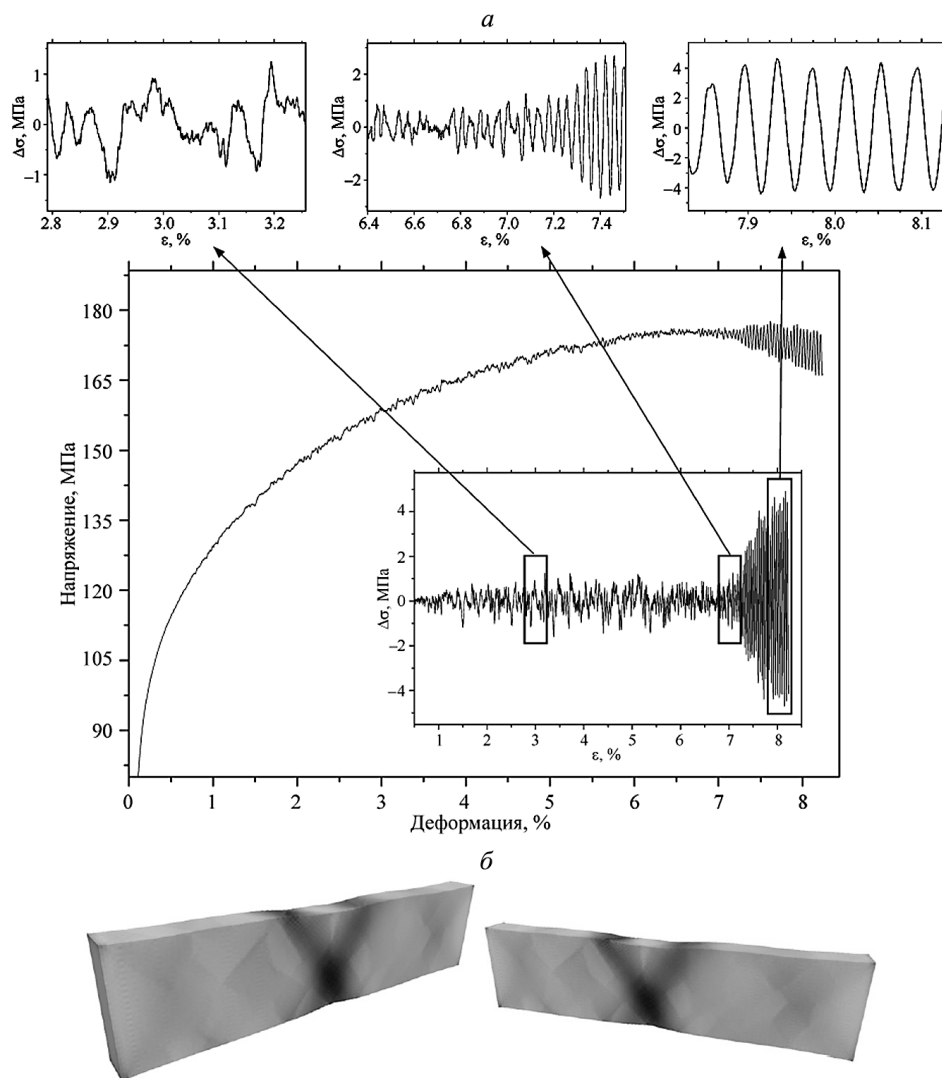 а
1
0
−1
Δσ, МПа
2.8 2.9 3.0 3.1 3.2
ε, %
2
0
−2
Δσ, МПа
6.4 6.6 6.8 7.0 7.2 7.4
ε, %
4
2
0
−2
−4
Δσ, МПа
7.9 8.0 8.1
ε, %
180
165
150
135
120
105
90
Напряжение, МПа
4
2
0
−2
−4
Δσ, МПа
1 2 3 4 5 6 7 8
ε, %
0 1 2 3 4 5 6 7 8
Деформация, %
б